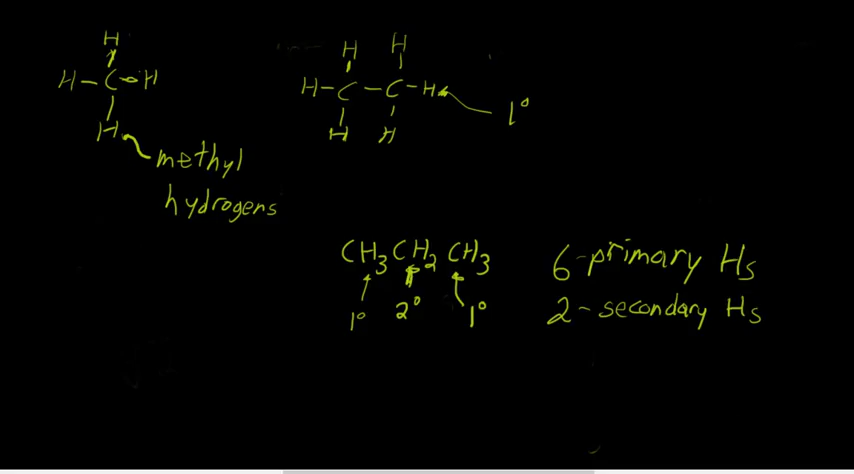 H
H-C-H
H
methyl
hydrogens
H H
H-C-C-H
H H
1°
CH3CH2CH3
1° 2° 1°
6-primary Hs
2-secondary Hs